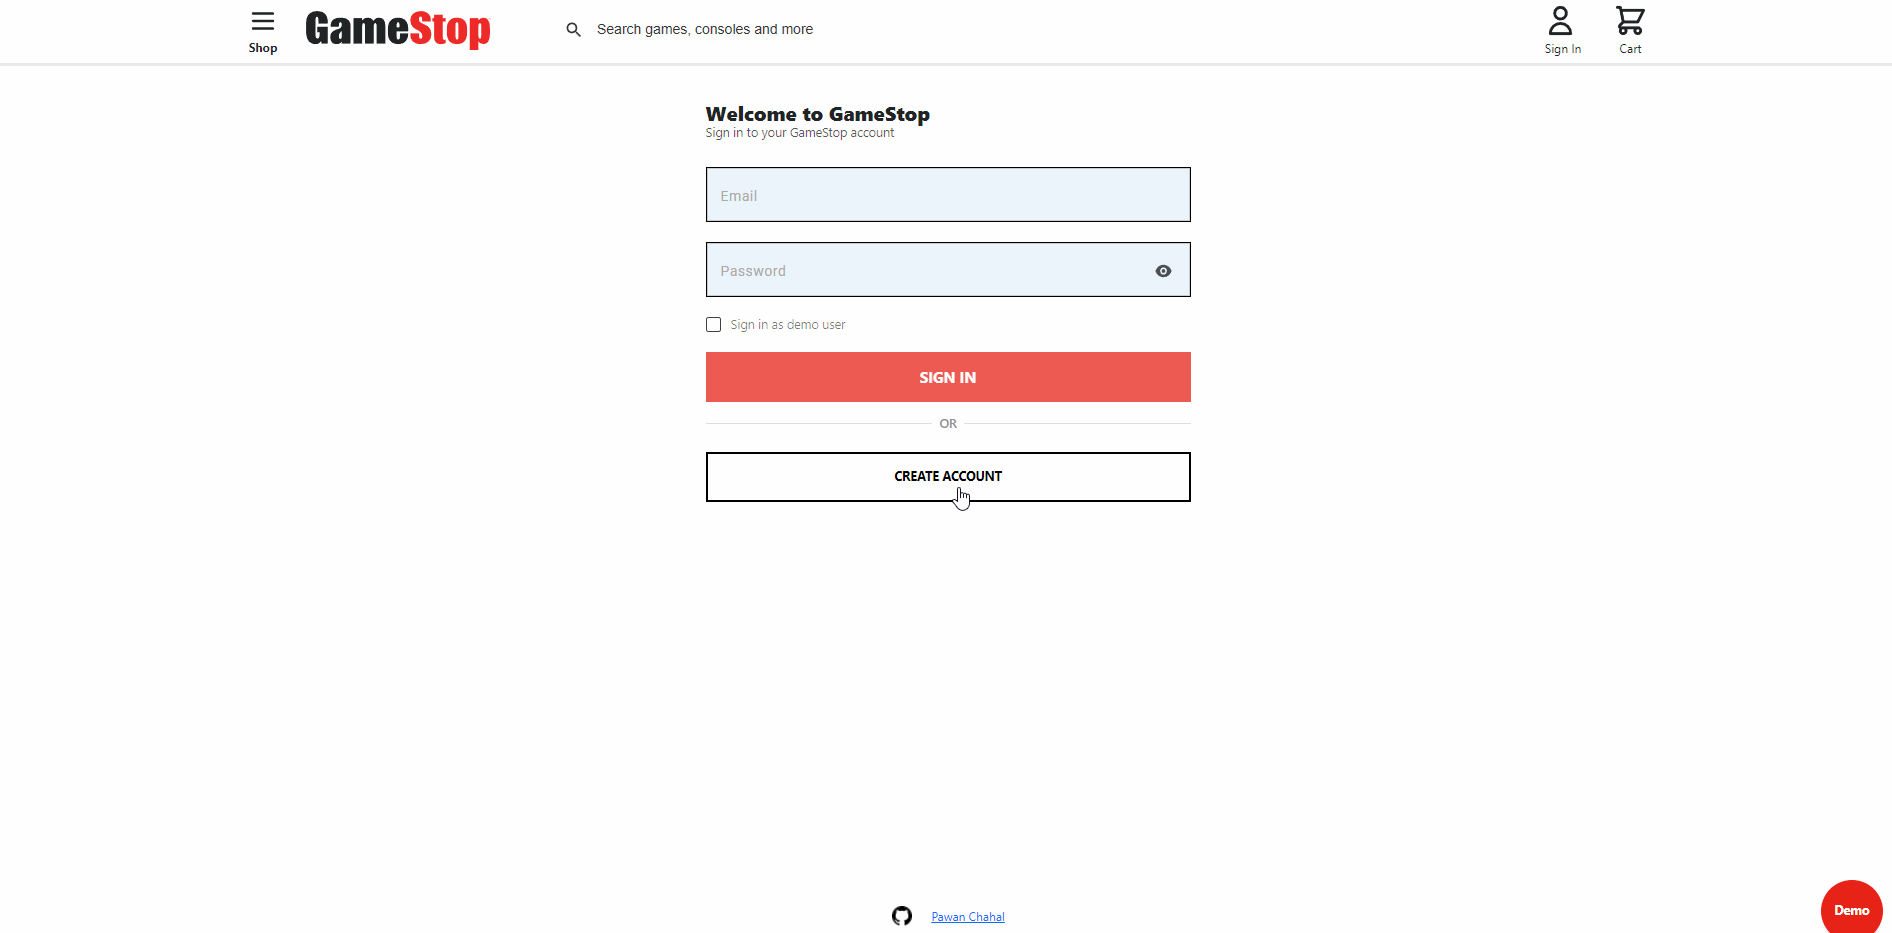 Shop
GameStop
Search games, consoles and more
Sign In
Cart
Welcome to GameStop
Sign in to your GameStop account
Email
Password
Sign in as demo user
SIGN IN
OR
CREATE ACCOUNT
Pawan Chahal
Demo